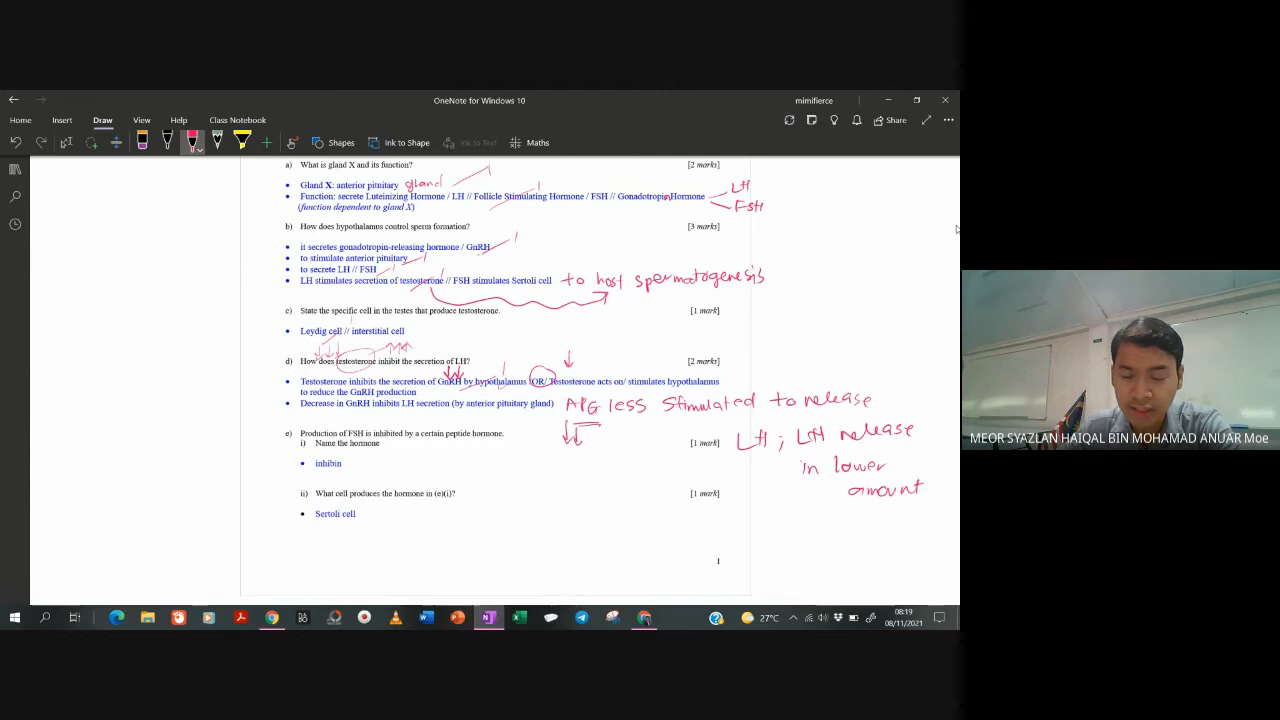 OneNote for Windows 10
mimifierce
Home Insert Draw View Help Class Notebook
Share
Shapes Ink to Shape Ink to Text Maths
a) What is gland X and its function? [2 marks]
• Gland X: anterior pituitary gland
• Function: secrete Luteinizing Hormone / LH // Follicle Stimulating Hormone / FSH // Gonadotropin Hormone
LH
FSH
(function dependent to gland X)
b) How does hypothalamus control sperm formation? [3 marks]
• it secretes gonadotropin-releasing hormone / GnRH
• to stimulate anterior pituitary
• to secrete LH // FSH
• LH stimulates secretion of testosterone // FSH stimulates Sertoli cell to host spermatogenesis
c) State the specific cell in the testes that produce testosterone. [1 mark]
• Leydig cell // interstitial cell
d) How does testosterone inhibit the secretion of LH? [2 marks]
• Testosterone inhibits the secretion of GnRH by hypothalamus OR/ Testosterone acts on/ stimulates hypothalamus
to reduce the GnRH production
• Decrease in GnRH inhibits LH secretion (by anterior pituitary gland) APG less stimulated to release
LH ; LH release
in lower
amount
e) Production of FSH is inhibited by a certain peptide hormone.
i) Name the hormone [1 mark]
• inhibin
ii) What cell produces the hormone in (e)(i)? [1 mark]
• Sertoli cell
1
27°C
08:19
08/11/2021
MEOR SYAZLAN HAIQAL BIN MOHAMAD ANUAR Moe